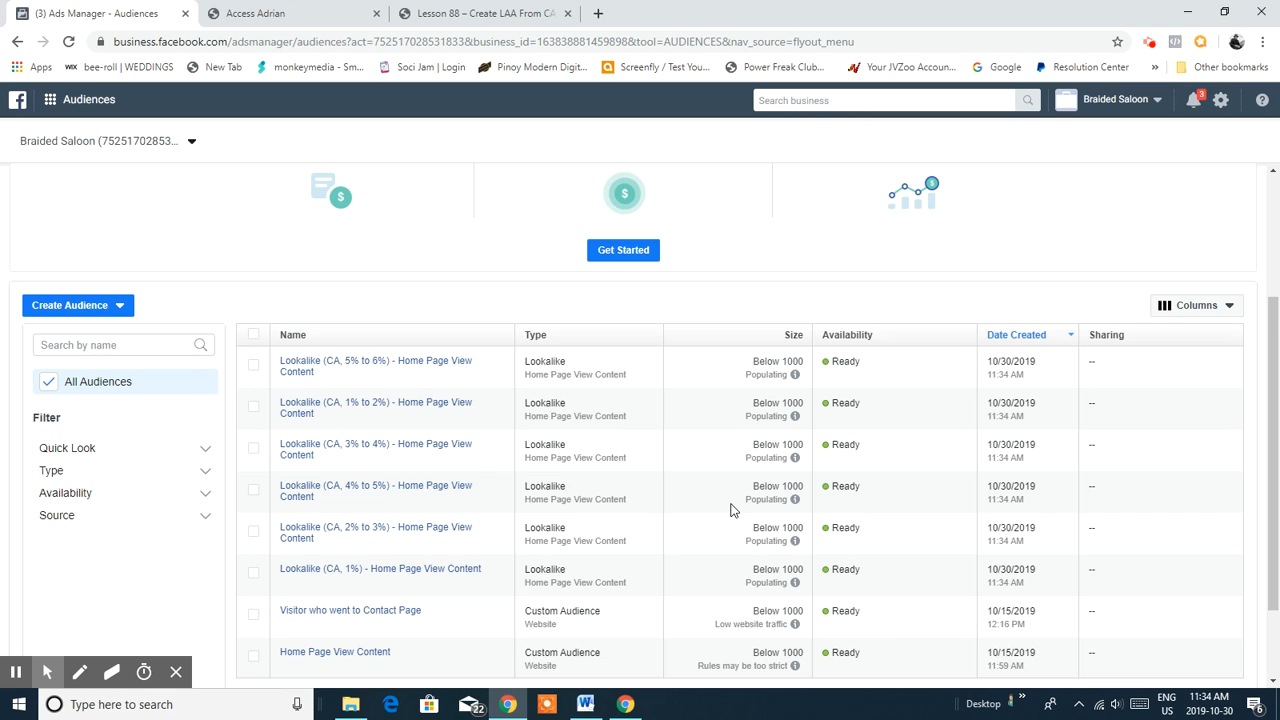 (3) Ads Manager - Audiences
Access Adrian
Lesson 88 – Create LAA From CA
business.facebook.com/adsmanager/audiences?act=75251702853​1833&business_id=163838881459898&tool=AUDIENCES&nav_source=flyout_menu
Apps
WIX bee-roll | WEDDINGS
New Tab
monkeymedia - Sm...
Soci Jam | Login
Pinoy Modern Digit...
Screenfly / Test You...
Power Freak Club...
Your JVZoo Accoun...
Google
Resolution Center
»
Other bookmarks
Audiences
Search business
Braided Saloon
3
Braided Saloon (75251702853...
Get Started
Create Audience
Columns
Search by name
All Audiences
Filter
Quick Look
Type
Availability
Source
Name Type Size Availability Date Created Sharing
Lookalike (CA, 5% to 6%) - Home Page View Lookalike Below 1000 Ready 10/30/2019 --
Content Home Page View Content Populating 11:34 AM
Lookalike (CA, 1% to 2%) - Home Page View Lookalike Below 1000 Ready 10/30/2019 --
Content Home Page View Content Populating 11:34 AM
Lookalike (CA, 3% to 4%) - Home Page View Lookalike Below 1000 Ready 10/30/2019 --
Content Home Page View Content Populating 11:34 AM
Lookalike (CA, 4% to 5%) - Home Page View Lookalike Below 1000 Ready 10/30/2019 --
Content Home Page View Content Populating 11:34 AM
Lookalike (CA, 2% to 3%) - Home Page View Lookalike Below 1000 Ready 10/30/2019 --
Content Home Page View Content Populating 11:34 AM
Lookalike (CA, 1%) - Home Page View Content Lookalike Below 1000 Ready 10/30/2019 --
Home Page View Content Populating 11:34 AM
Visitor who went to Contact Page Custom Audience Below 1000 Ready 10/15/2019 --
Website Low website traffic 12:16 PM
Home Page View Content Custom Audience Below 1000 Ready 10/15/2019 --
Website Rules may be too strict 11:59 AM
Type here to search
22
Desktop
»
ENG
US
11:34 AM
2019-10-30
6